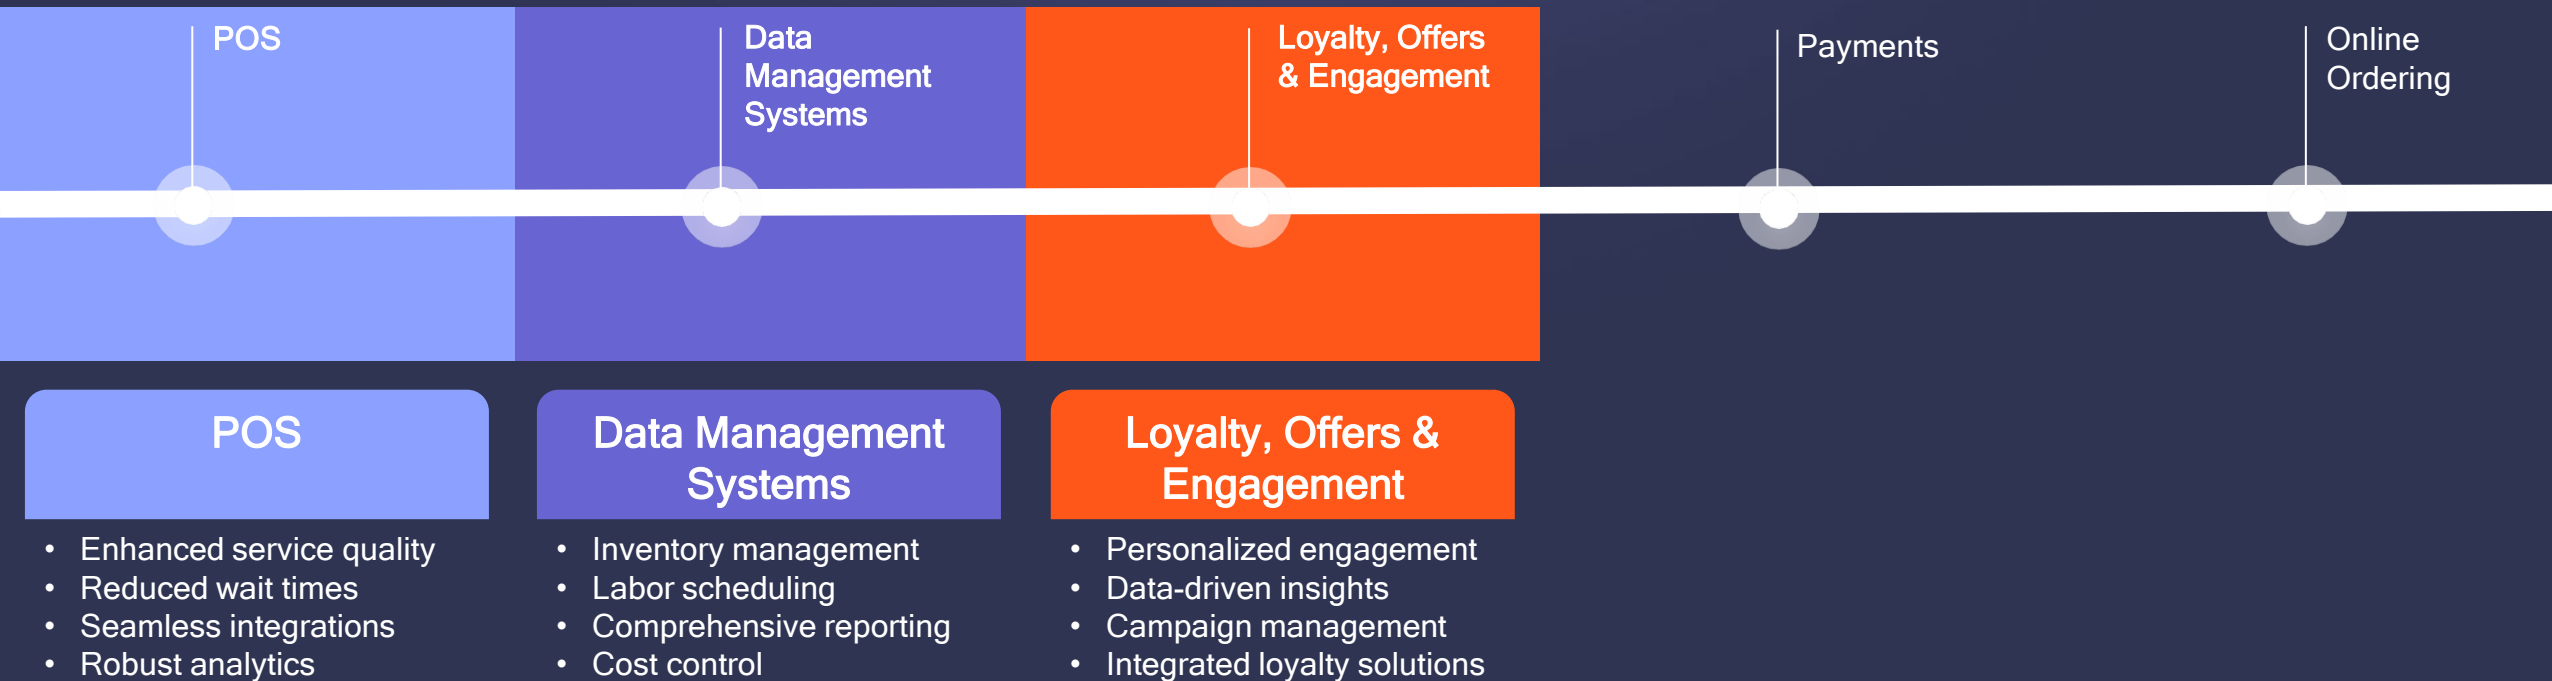 POS
Data
Management
Systems
Loyalty, Offers
& Engagement
Payments
Online
Ordering
POS
• Enhanced service quality
• Reduced wait times
• Seamless integrations
• Robust analytics
Data Management
Systems
• Inventory management
• Labor scheduling
• Comprehensive reporting
• Cost control
Loyalty, Offers &
Engagement
• Personalized engagement
• Data-driven insights
• Campaign management
• Integrated loyalty solutions